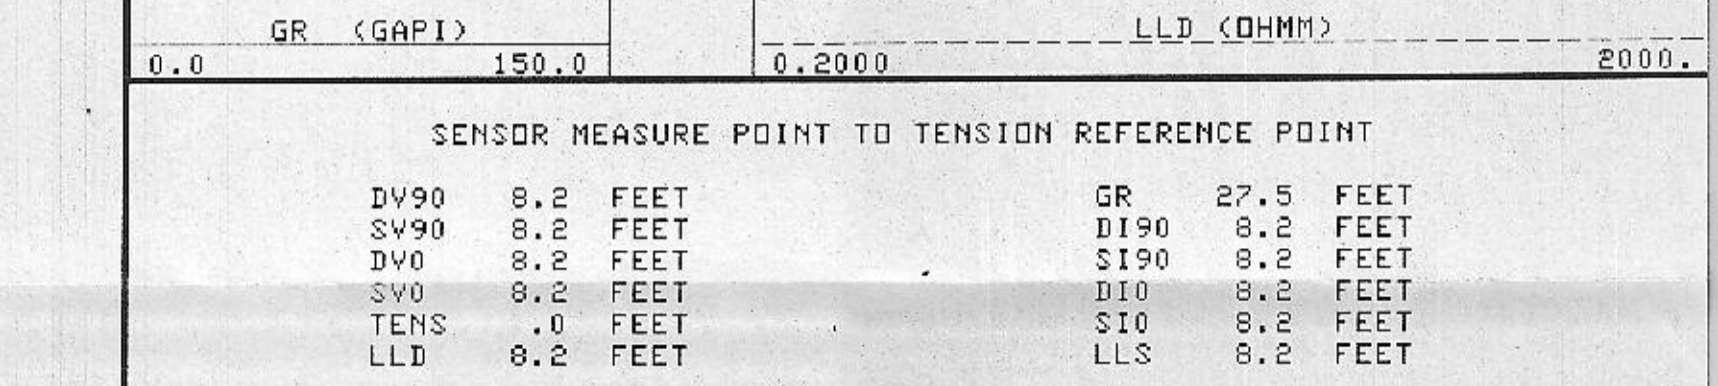 GR (GAPI) LLD (OHMM)
0.0 150.0 0.2000 2000.
SENSOR MEASURE POINT TO TENSION REFERENCE POINT
DV90 8.2 FEET GR 27.5 FEET
SV90 8.2 FEET DI90 8.2 FEET
DV0 8.2 FEET SI90 8.2 FEET
SV0 8.2 FEET DI0 8.2 FEET
TENS .0 FEET SI0 8.2 FEET
LLD 8.2 FEET LLS 8.2 FEET